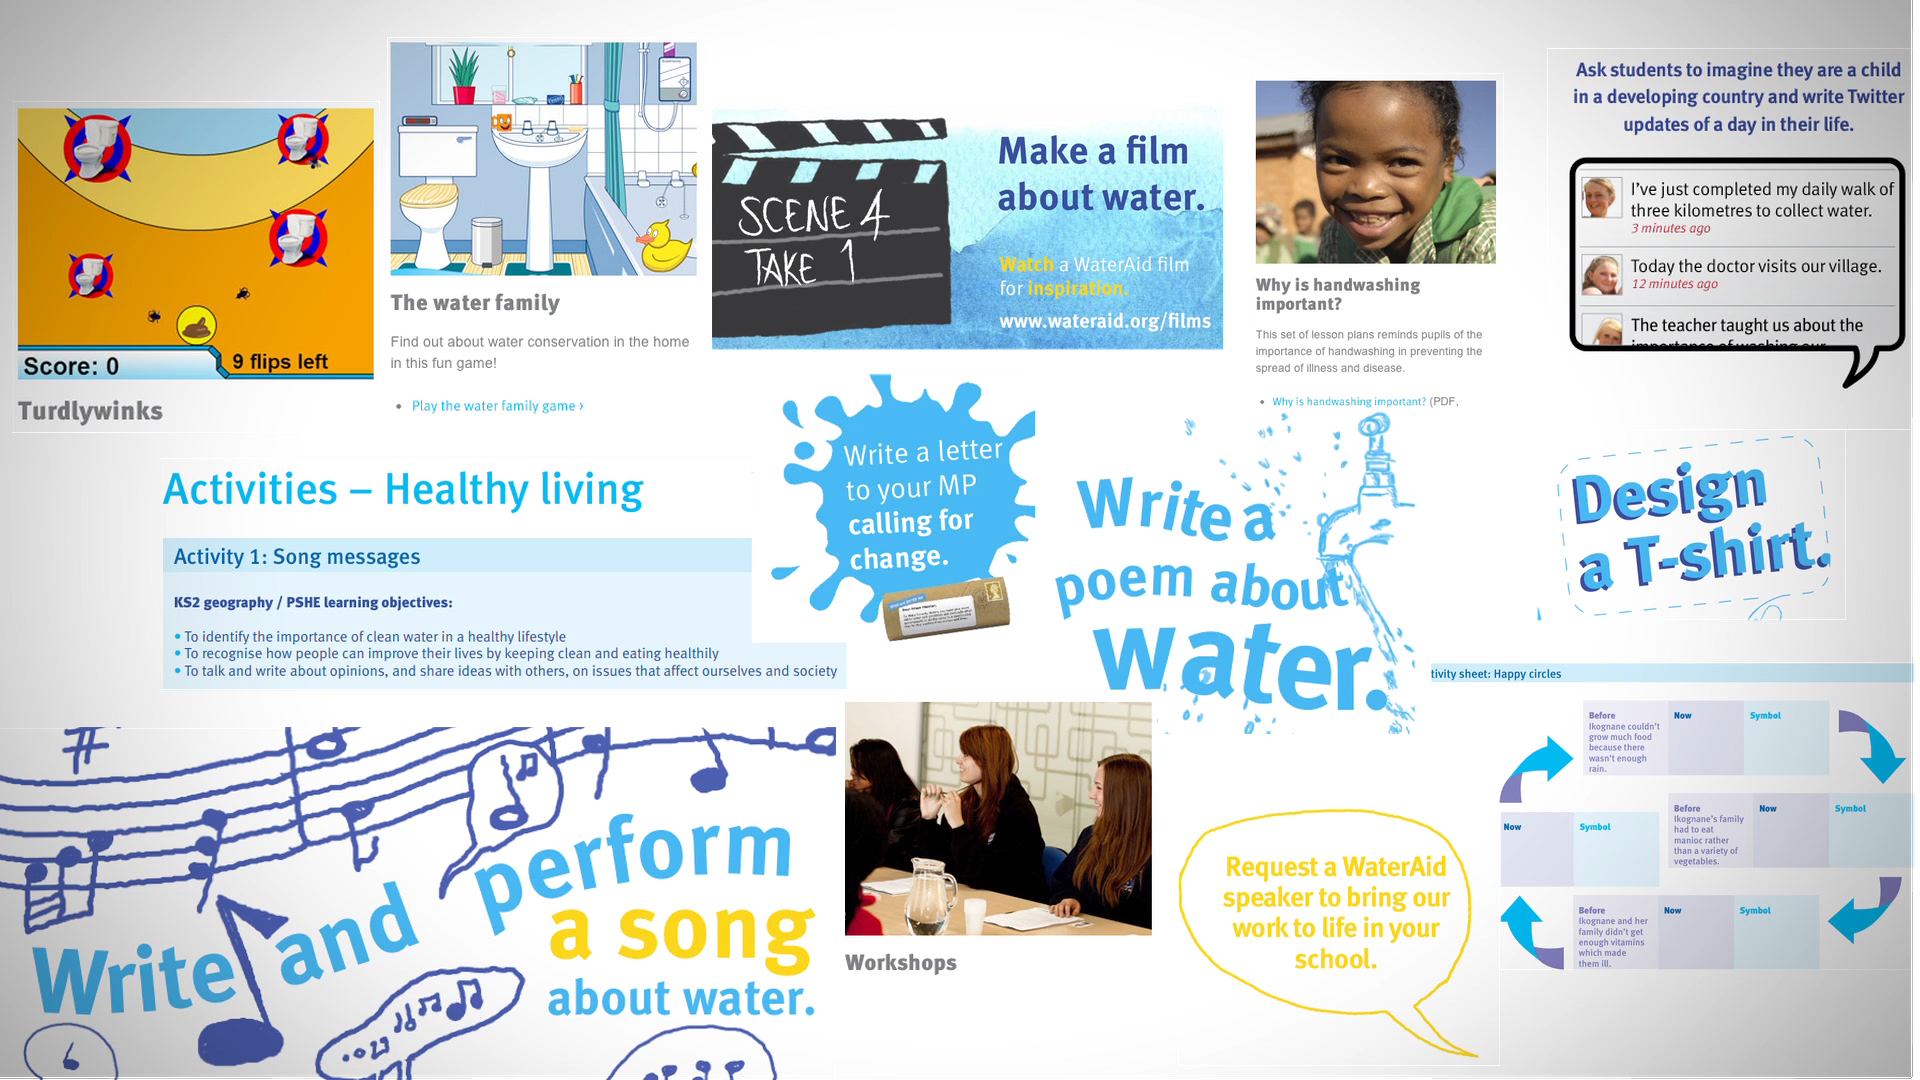 Score: 0
9 flips left
Turdlywinks
The water family
Find out about water conservation in the home
in this fun game!
• Play the water family game ›
SCENE 4
TAKE 1
Make a film
about water.
Watch a WaterAid film
for inspiration.
www.wateraid.org/films
Why is handwashing
important?
This set of lesson plans reminds pupils of the
importance of handwashing in preventing the
spread of illness and disease.
• Why is handwashing important? (PDF,
Ask students to imagine they are a child
in a developing country and write Twitter
updates of a day in their life.
I've just completed my daily walk of
three kilometres to collect water.
3 minutes ago
Today the doctor visits our village.
12 minutes ago
The teacher taught us about the
importance of washing our
Activities – Healthy living
Activity 1: Song messages
KS2 geography / PSHE learning objectives:
• To identify the importance of clean water in a healthy lifestyle
• To recognise how people can improve their lives by keeping clean and eating healthily
• To talk and write about opinions, and share ideas with others, on issues that affect ourselves and society
Write a letter
to your MP
calling for
change.
Write a
poem about
water.
Design
a T-shirt.
tivity sheet: Happy circles
Before
Ikognane couldn't
grow much food
because there
wasn't enough
rain.
Now
Symbol
Before
Ikognane's family
had to eat
manioc rather
than a variety of
vegetables.
Now
Symbol
Now
Symbol
Before
Ikognane and her
family didn't get
enough vitamins
which made
them ill.
Now
Symbol
Write and perform
a song
about water.
Workshops
Request a WaterAid
speaker to bring our
work to life in your
school.